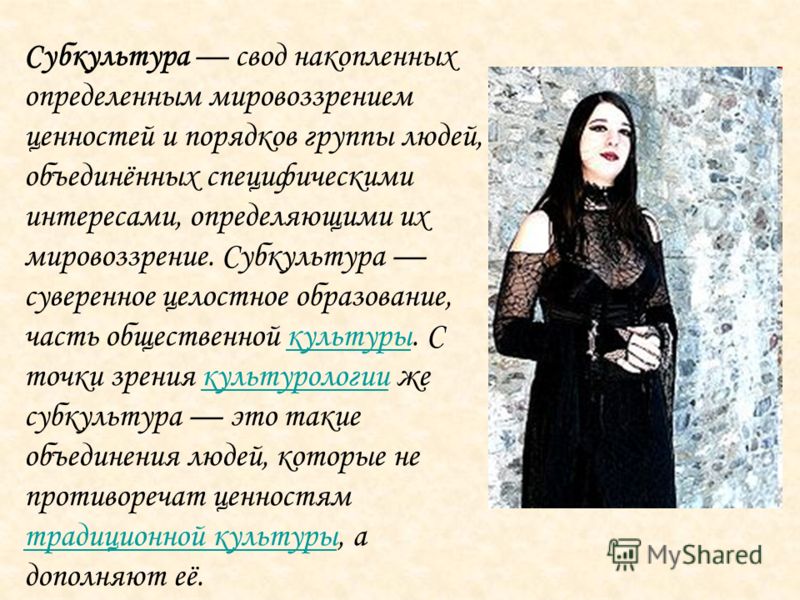 Субкультура — свод накопленных
определенным мировоззрением
ценностей и порядков группы людей,
объединённых специфическими
интересами, определяющими их
мировоззрение. Субкультура —
суверенное целостное образование,
часть общественной культуры. С
точки зрения культурологии же
субкультура — это такие
объединения людей, которые не
противоречат ценностям
традиционной культуры, а
дополняют её.
MyShared